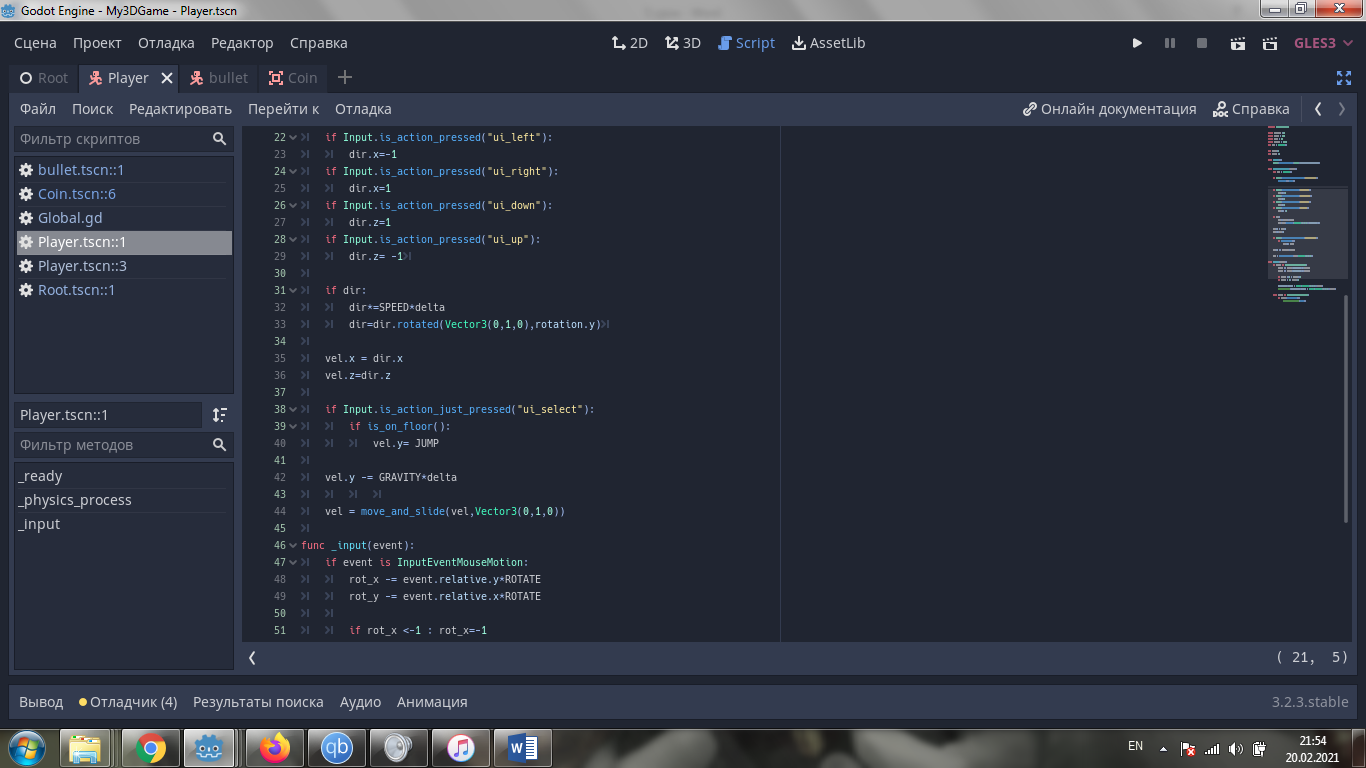 Godot Engine - My3DGame - Player.tscn
Сцена Проект Отладка Редактор Справка 2D 3D Script AssetLib GLES3
Root Player bullet Coin
Файл Поиск Редактировать Перейти к Отладка Онлайн документация Справка
Фильтр скриптов
bullet.tscn::1
Coin.tscn::6
Global.gd
Player.tscn::1
Player.tscn::3
Root.tscn::1
Player.tscn::1
Фильтр методов
_ready
_physics_process
_input
22 if Input.is_action_pressed("ui_left"):
23 dir.x=-1
24 if Input.is_action_pressed("ui_right"):
25 dir.x=1
26 if Input.is_action_pressed("ui_down"):
27 dir.z=1
28 if Input.is_action_pressed("ui_up"):
29 dir.z= -1
30
31 if dir:
32 dir*=SPEED*delta
33 dir=dir.rotated(Vector3(0,1,0),rotation.y)
34
35 vel.x = dir.x
36 vel.z=dir.z
37
38 if Input.is_action_just_pressed("ui_select"):
39 if is_on_floor():
40 vel.y= JUMP
41
42 vel.y -= GRAVITY*delta
43
44 vel = move_and_slide(vel,Vector3(0,1,0))
45
46 func _input(event):
47 if event is InputEventMouseMotion:
48 rot_x -= event.relative.y*ROTATE
49 rot_y -= event.relative.x*ROTATE
50
51 if rot_x <-1 : rot_x=-1
( 21, 5)
Вывод Отладчик (4) Результаты поиска Аудио Анимация 3.2.3.stable
EN 21:54
20.02.2021